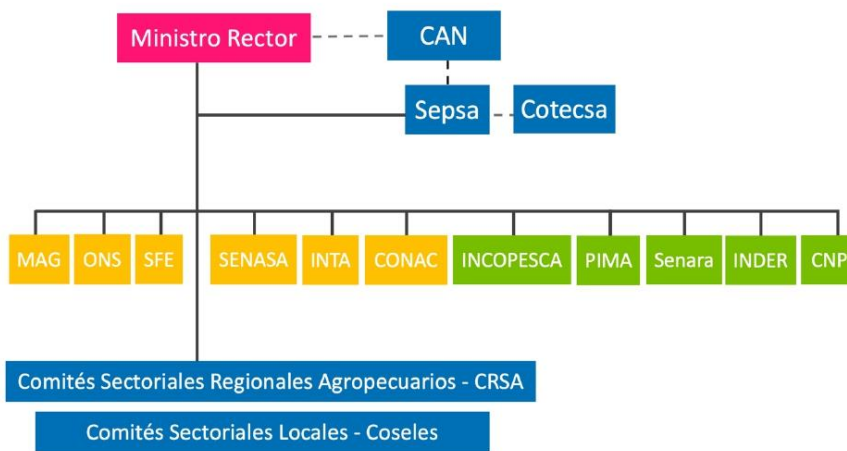 Ministro Rector
CAN
Sepsa
Cotecsa
MAG
ONS
SFE
SENASA
INTA
CONAC
INCOPESCA
PIMA
Senara
INDER
CNP
Comités Sectoriales Regionales Agropecuarios - CRSA
Comités Sectoriales Locales - Coseles